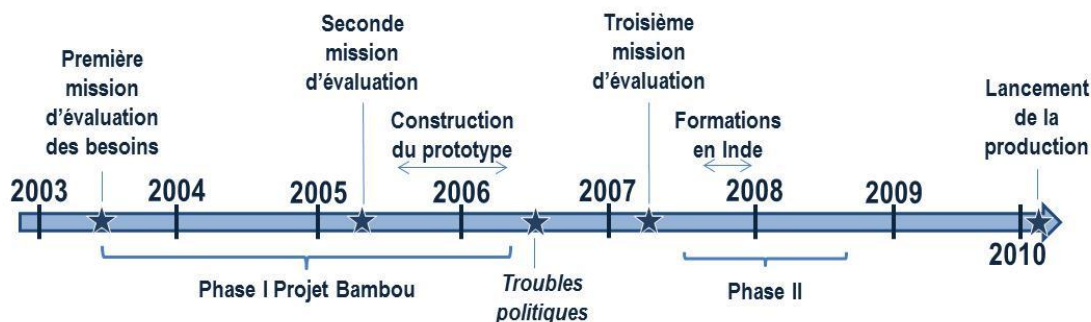 Première
mission
d’évaluation
des besoins
Seconde
mission
d’évaluation
Construction
du prototype
Troisième
mission
d’évaluation
Formations
en Inde
Lancement
de la
production
2003
2004
2005
2006
2007
2008
2009
2010
Phase I Projet Bambou
Troubles
politiques
Phase II